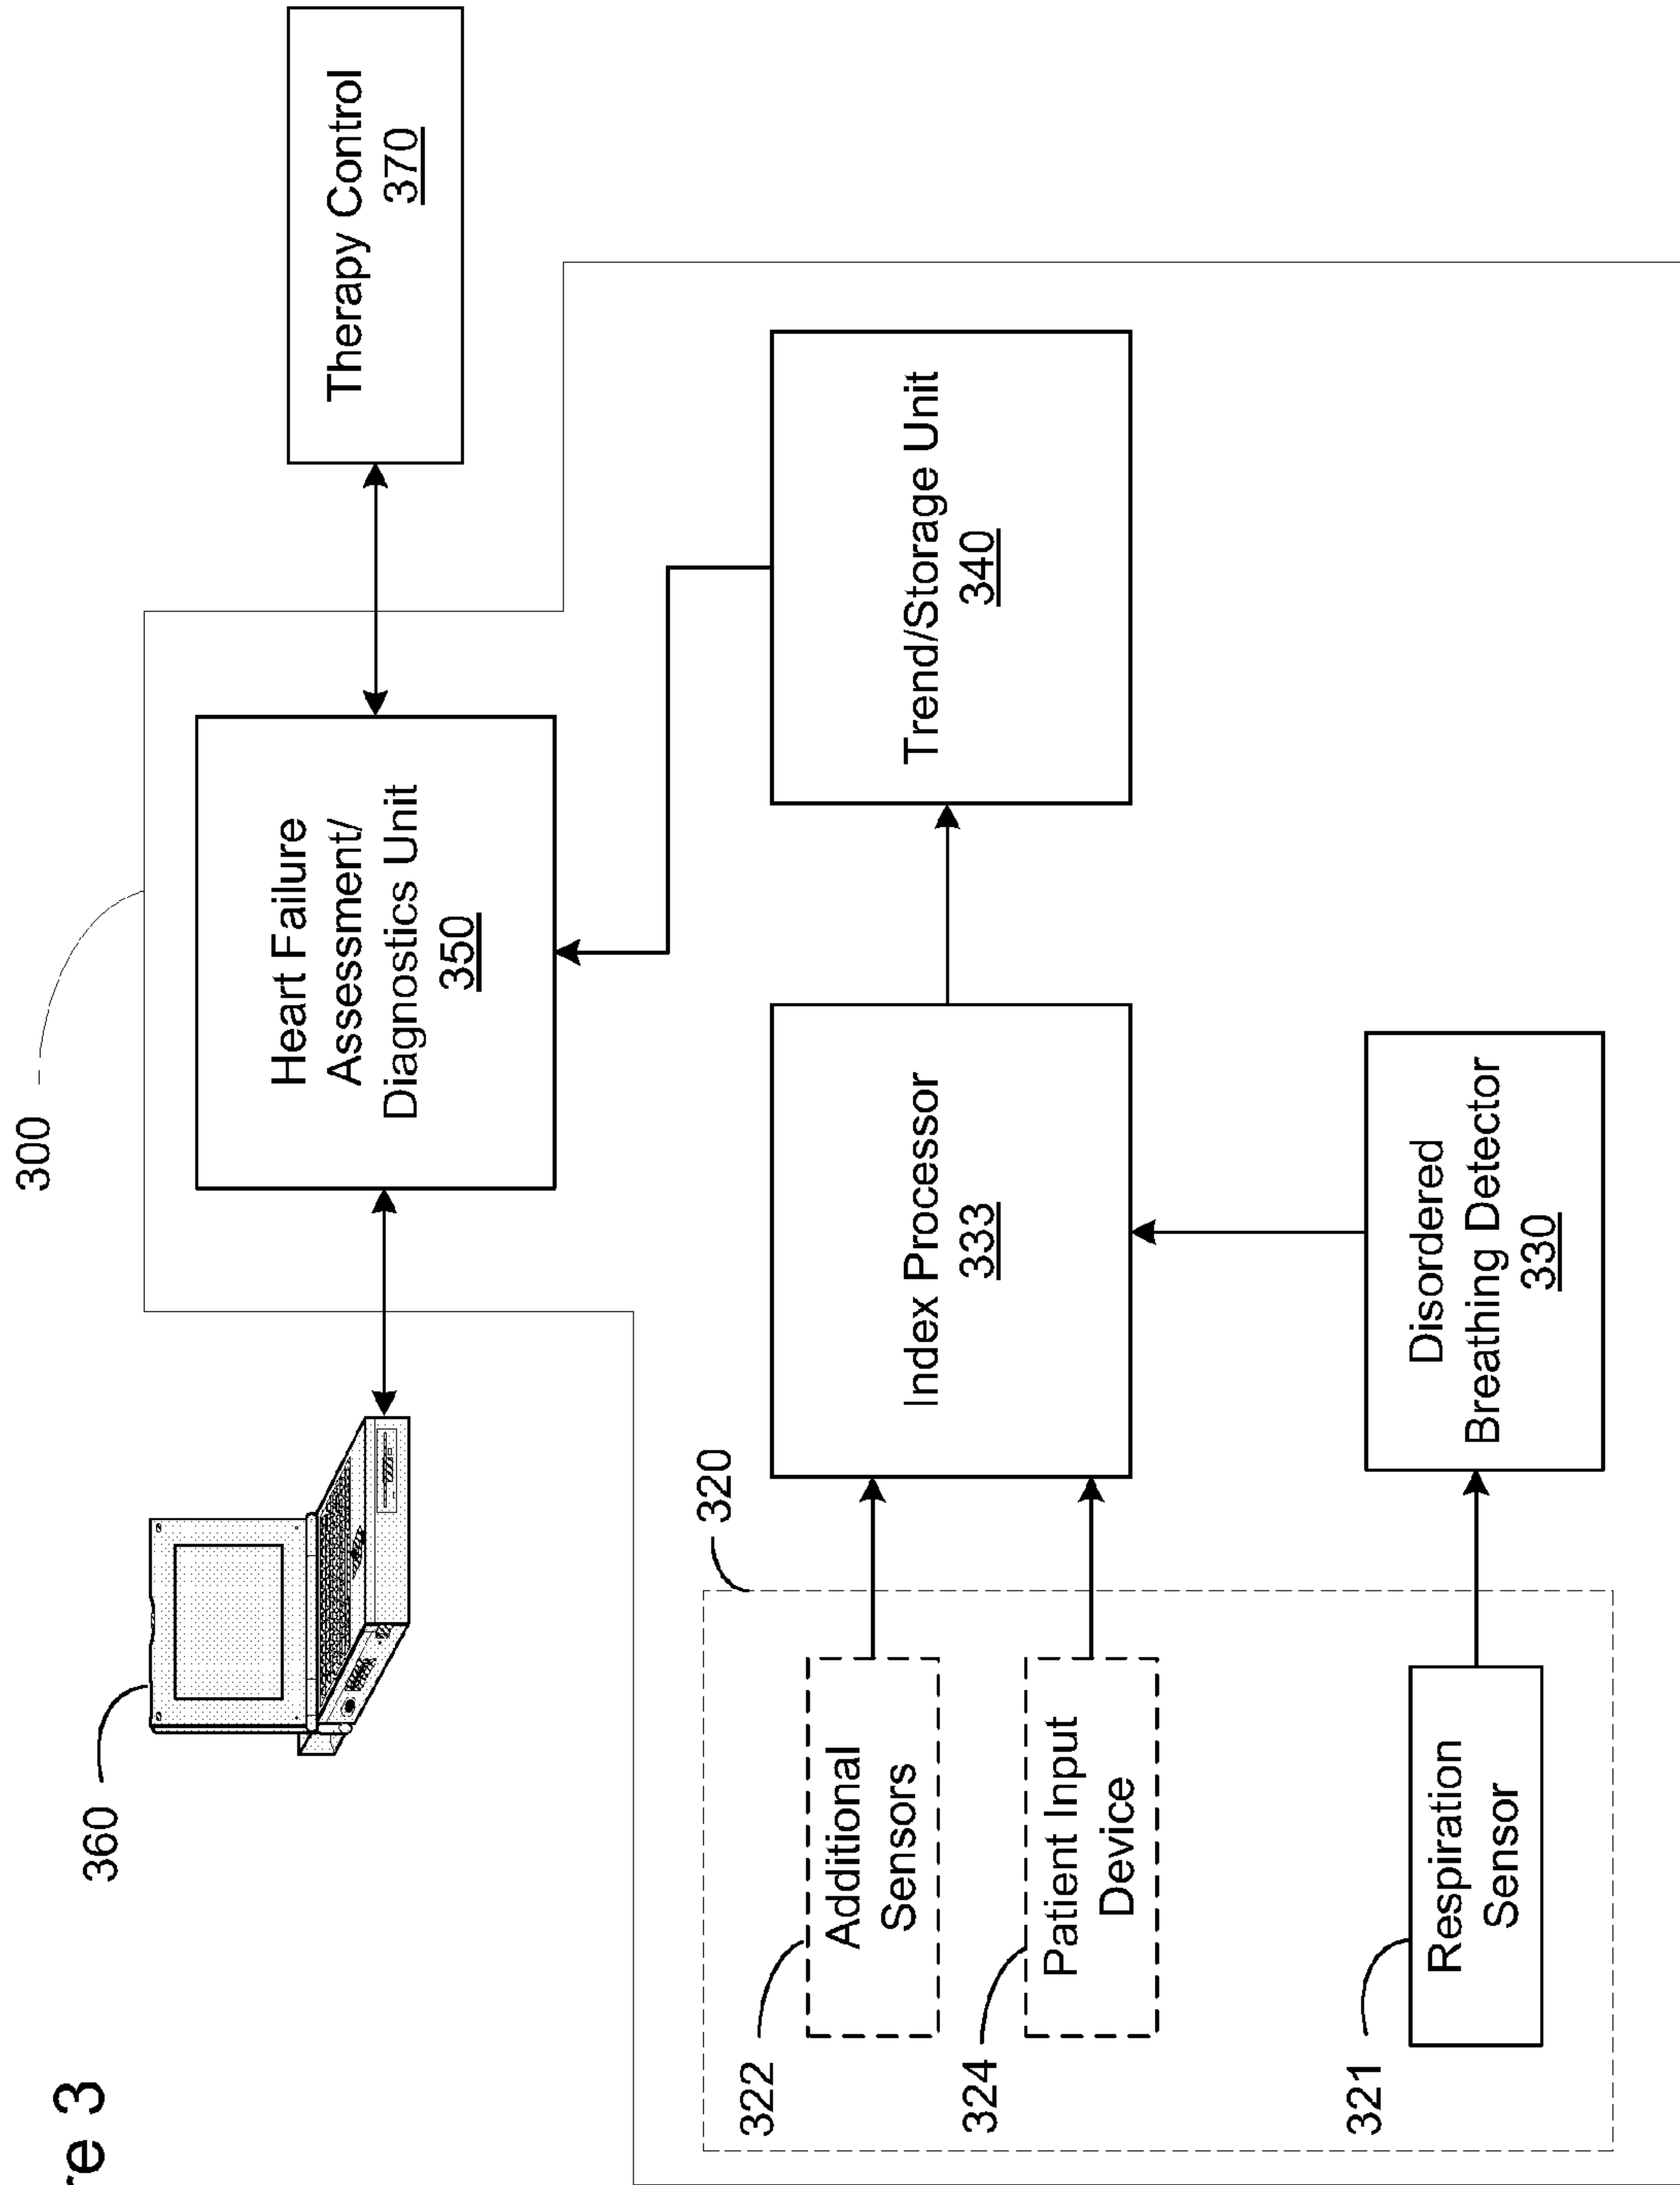 re 3
360
300
Heart Failure
Assessment/
Diagnostics Unit
350
Therapy Control
370
320
322
Additional
Sensors
324
Patient Input
Device
321
Respiration
Sensor
Index Processor
333
Trend/Storage Unit
340
Disordered
Breathing Detector
330